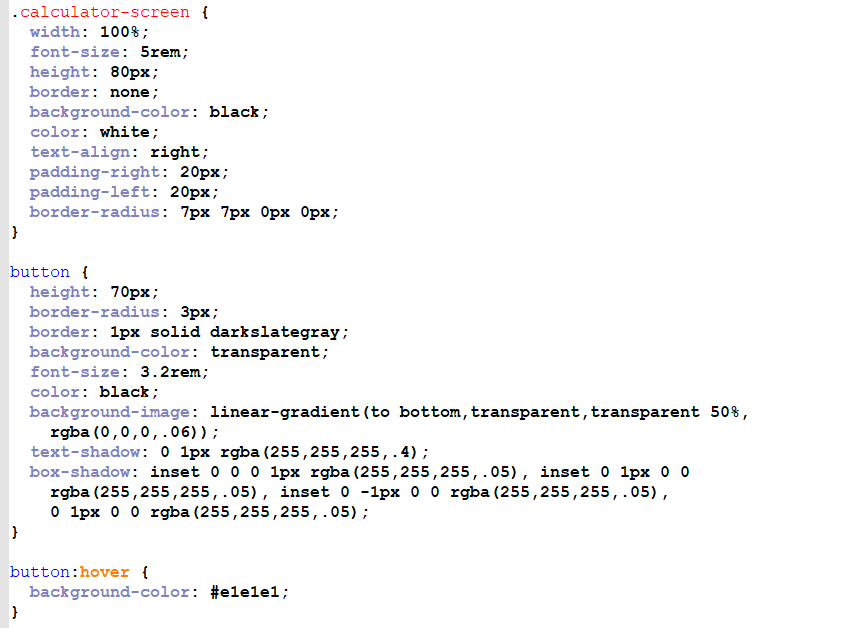 .calculator-screen {
  width: 100%;
  font-size: 5rem;
  height: 80px;
  border: none;
  background-color: black;
  color: white;
  text-align: right;
  padding-right: 20px;
  padding-left: 20px;
  border-radius: 7px 7px 0px 0px;
}

button {
  height: 70px;
  border-radius: 3px;
  border: 1px solid darkslategray;
  background-color: transparent;
  font-size: 3.2rem;
  color: black;
  background-image: linear-gradient(to bottom,transparent,transparent 50%,
    rgba(0,0,0,.06));
  text-shadow: 0 1px rgba(255,255,255,.4);
  box-shadow: inset 0 0 0 1px rgba(255,255,255,.05), inset 0 1px 0 0
    rgba(255,255,255,.05), inset 0 -1px 0 0 rgba(255,255,255,.05),
    0 1px 0 0 rgba(255,255,255,.05);
}

button:hover {
  background-color: #e1e1e1;
}